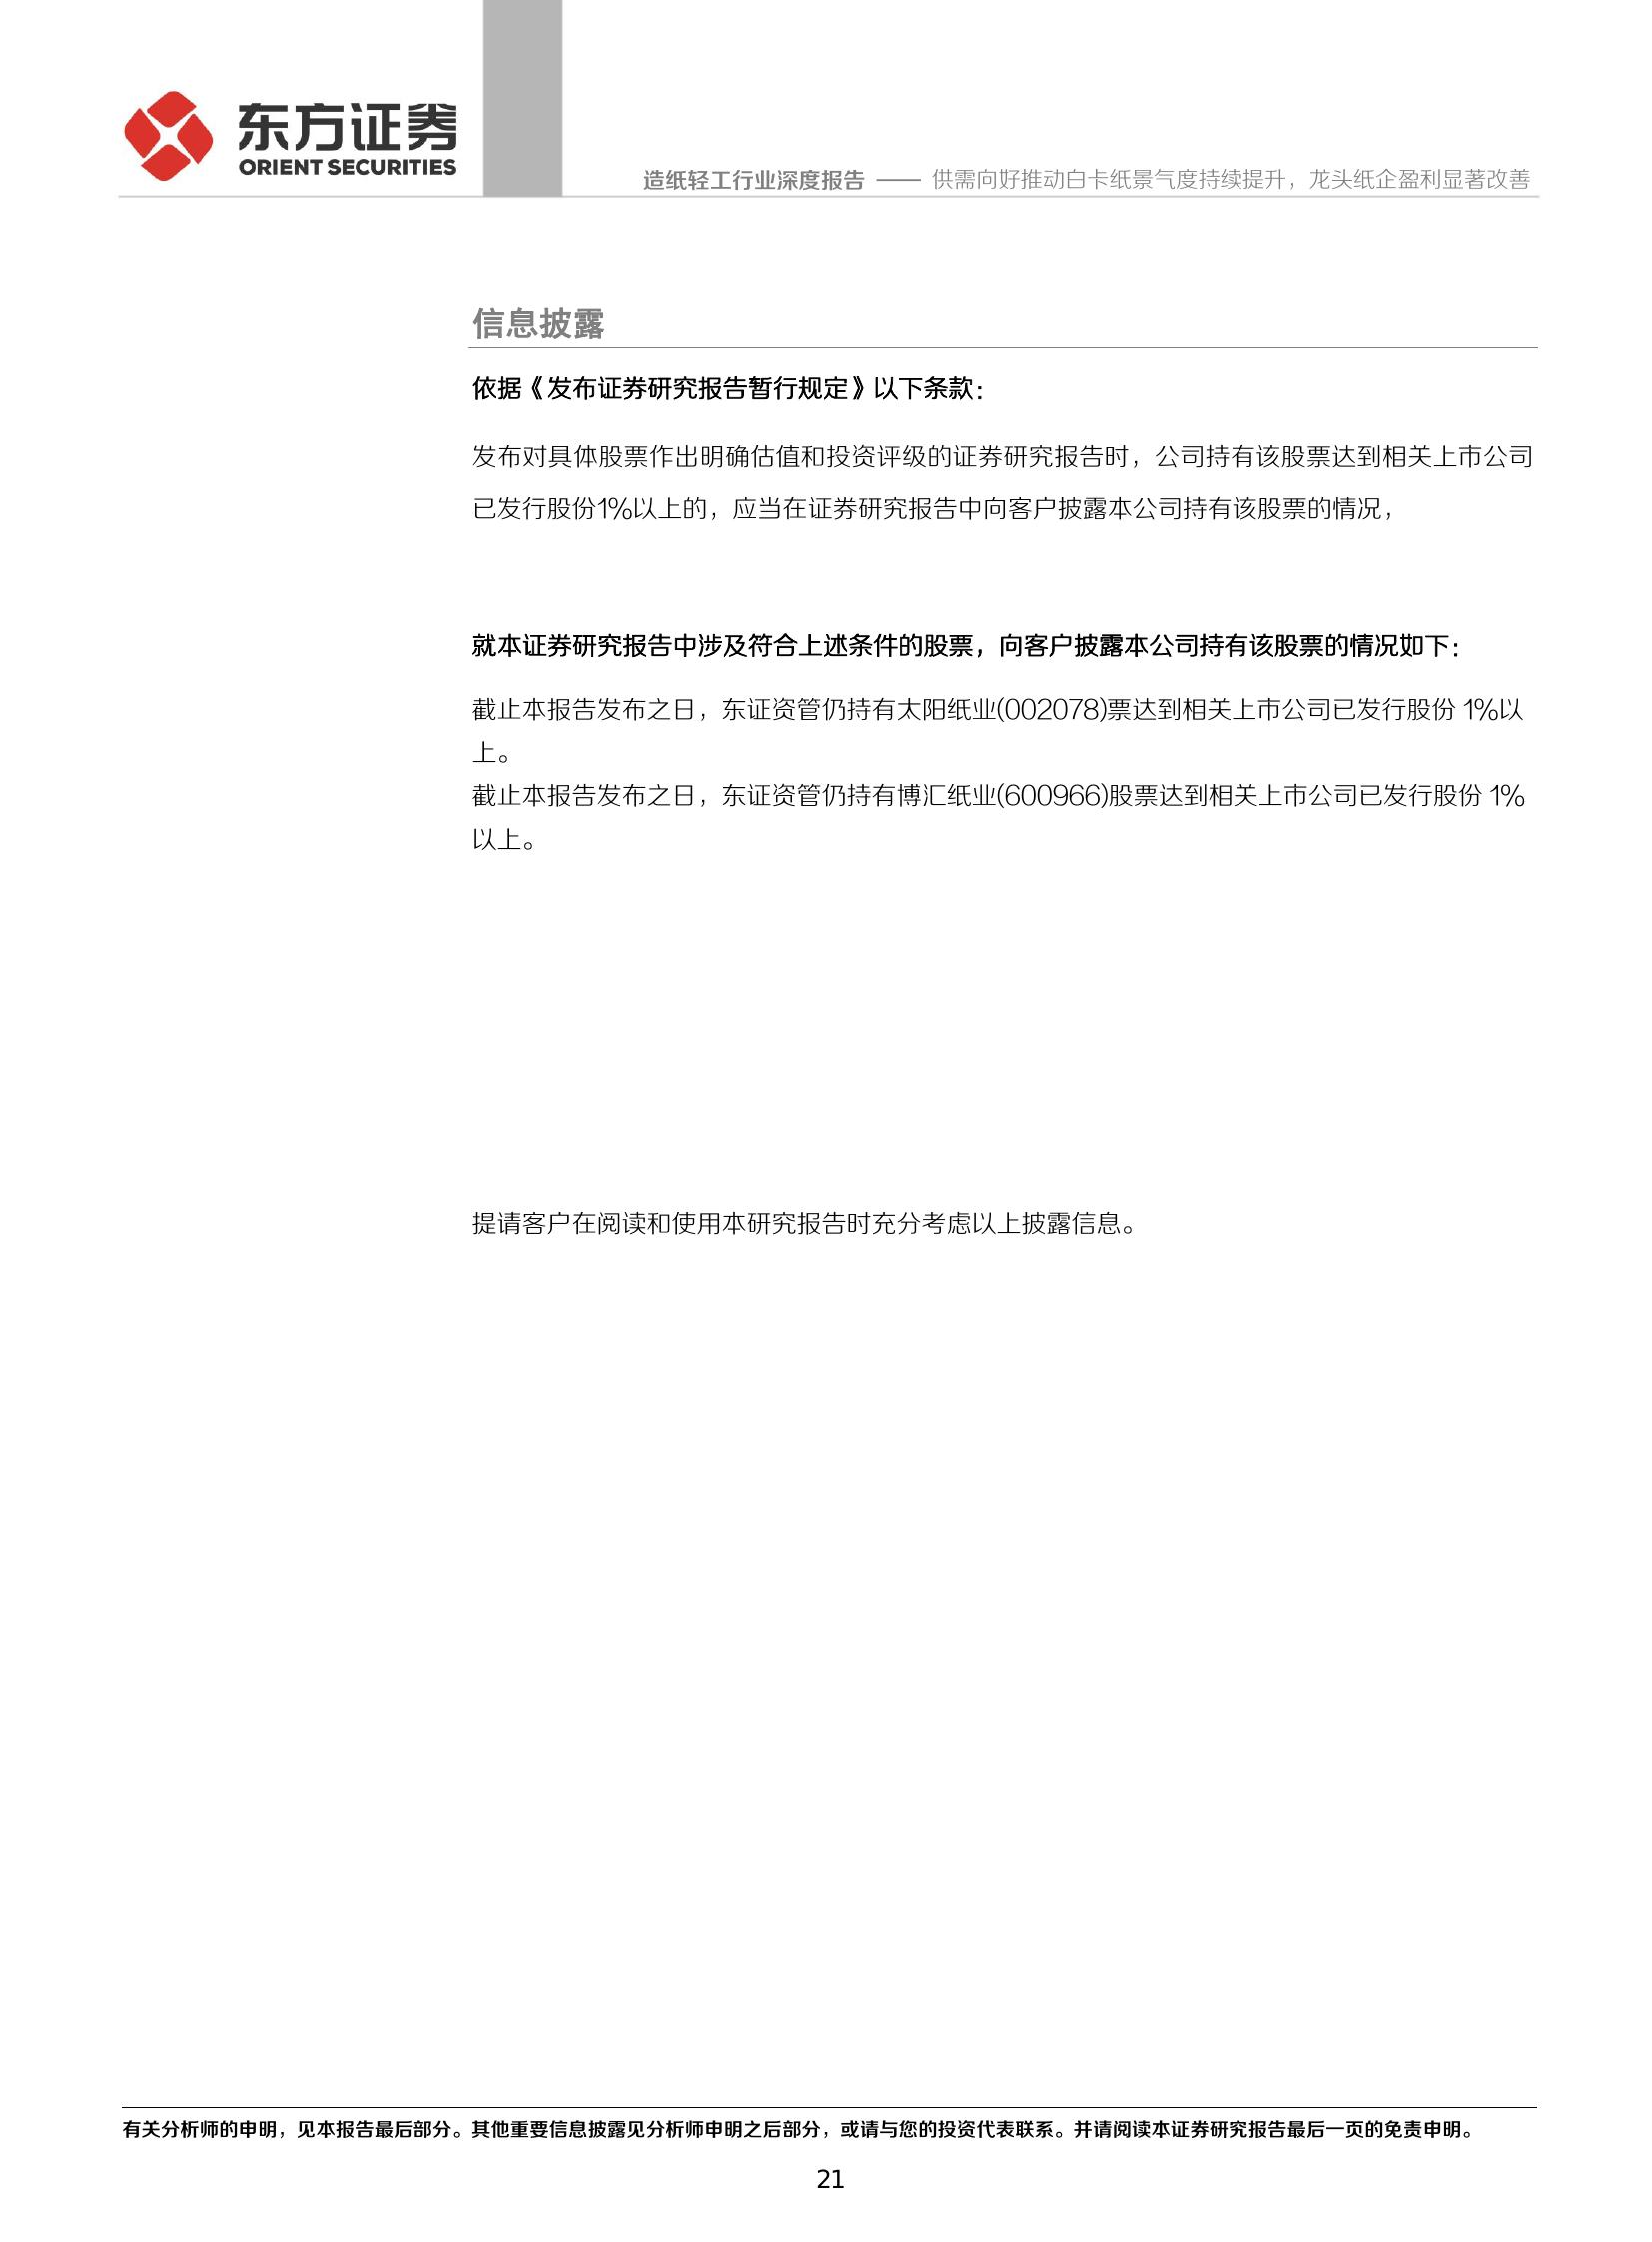 东方证券
ORIENT SECURITIES
造纸轻工行业深度报告 —— 供需向好推动白卡纸景气度持续提升，龙头纸企盈利显著改善
信息披露
依据《发布证券研究报告暂行规定》以下条款：
发布对具体股票作出明确估值和投资评级的证券研究报告时，公司持有该股票达到相关上市公司
已发行股份1%以上的，应当在证券研究报告中向客户披露本公司持有该股票的情况，
就本证券研究报告中涉及符合上述条件的股票，向客户披露本公司持有该股票的情况如下：
截止本报告发布之日，东证资管仍持有太阳纸业(002078)票达到相关上市公司已发行股份 1%以
上。
截止本报告发布之日，东证资管仍持有博汇纸业(600966)股票达到相关上市公司已发行股份 1%
以上。
提请客户在阅读和使用本研究报告时充分考虑以上披露信息。
有关分析师的申明，见本报告最后部分。其他重要信息披露见分析师申明之后部分，或请与您的投资代表联系。并请阅读本证券研究报告最后一页的免责申明。
21